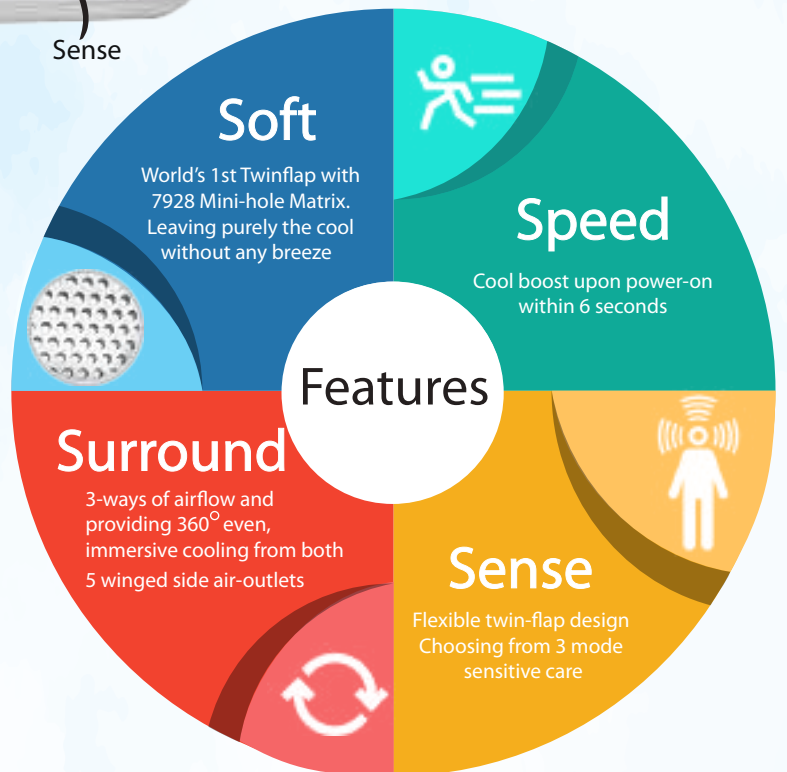 Sense
Soft
World's 1st Twinflap with
7928 Mini-hole Matrix.
Leaving purely the cool
without any breeze
Speed
Cool boost upon power-on
within 6 seconds
Features
Surround
3-ways of airflow and
providing 360° even,
immersive cooling from both
5 winged side air-outlets
Sense
Flexible twin-flap design
Choosing from 3 mode
sensitive care